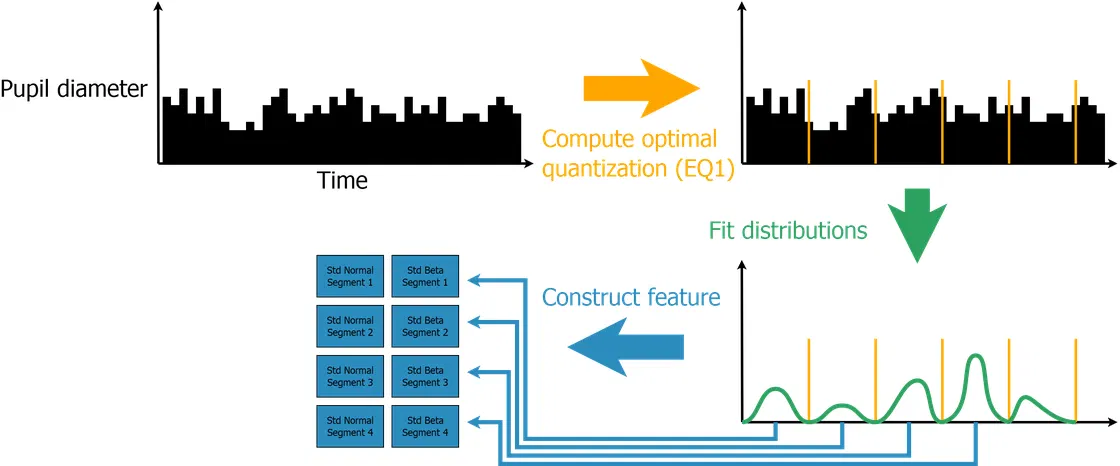 Pupil diameter
Time
Compute optimal
quantization (EQ1)
Fit distributions
Construct feature
Std Normal
Segment 1
Std Beta
Segment 1
Std Normal
Segment 2
Std Beta
Segment 2
Std Normal
Segment 3
Std Beta
Segment 3
Std Normal
Segment 4
Std Beta
Segment 4